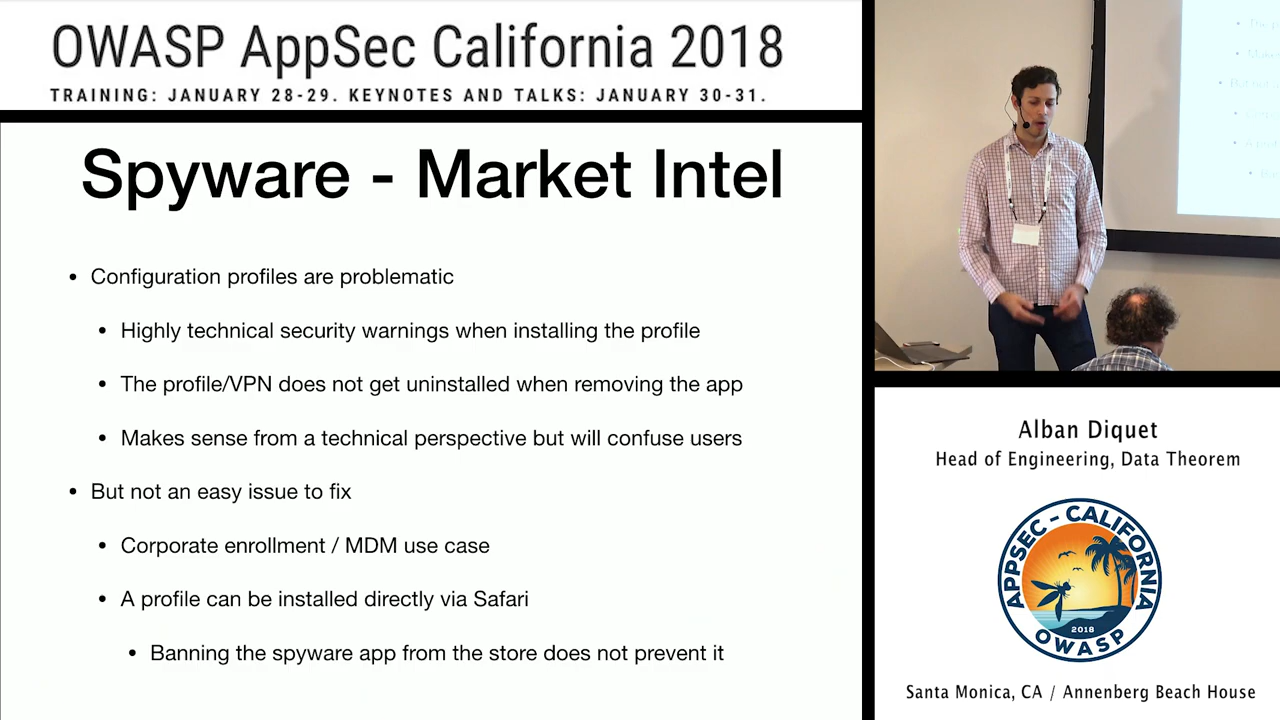 OWASP AppSec California 2018
TRAINING: JANUARY 28-29. KEYNOTES AND TALKS: JANUARY 30-31.
Spyware - Market Intel
• Configuration profiles are problematic
• Highly technical security warnings when installing the profile
• The profile/VPN does not get uninstalled when removing the app
• Makes sense from a technical perspective but will confuse users
• But not an easy issue to fix
• Corporate enrollment / MDM use case
• A profile can be installed directly via Safari
• Banning the spyware app from the store does not prevent it
Alban Diquet
Head of Engineering, Data Theorem
APPSEC - CALIFORNIA
2018
OWASP
Santa Monica, CA / Annenberg Beach House